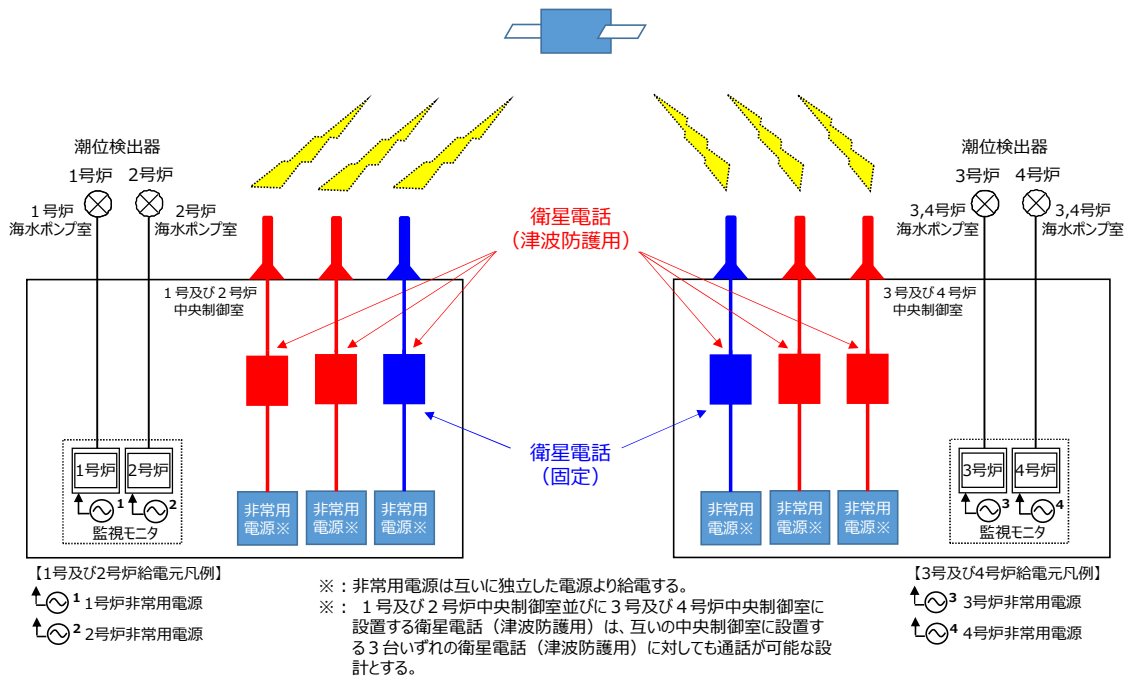 潮位検出器
1号炉 2号炉
1号炉
海水ポンプ室
2号炉
海水ポンプ室
1号及び2号炉
中央制御室
衛星電話
（津波防護用）
潮位検出器
3号炉 4号炉
3,4号炉
海水ポンプ室
3,4号炉
海水ポンプ室
3号及び4号炉
中央制御室
衛星電話
（固定）
1号炉 2号炉
1 2
監視モニタ
非常用
電源※
非常用
電源※
非常用
電源※
非常用
電源※
非常用
電源※
非常用
電源※
3号炉 4号炉
3 4
監視モニタ
【1号及び2号炉給電元凡例】
1 1号炉非常用電源
2 2号炉非常用電源
※：非常用電源は互いに独立した電源より給電する。
※： 1号及び2号炉中央制御室並びに3号及び4号炉中央制御室に
設置する衛星電話（津波防護用）は、互いの中央制御室に設置す
る3台いずれの衛星電話（津波防護用）に対しても通話が可能な設
計とする。
【3号及び4号炉給電元凡例】
3 3号炉非常用電源
4 4号炉非常用電源